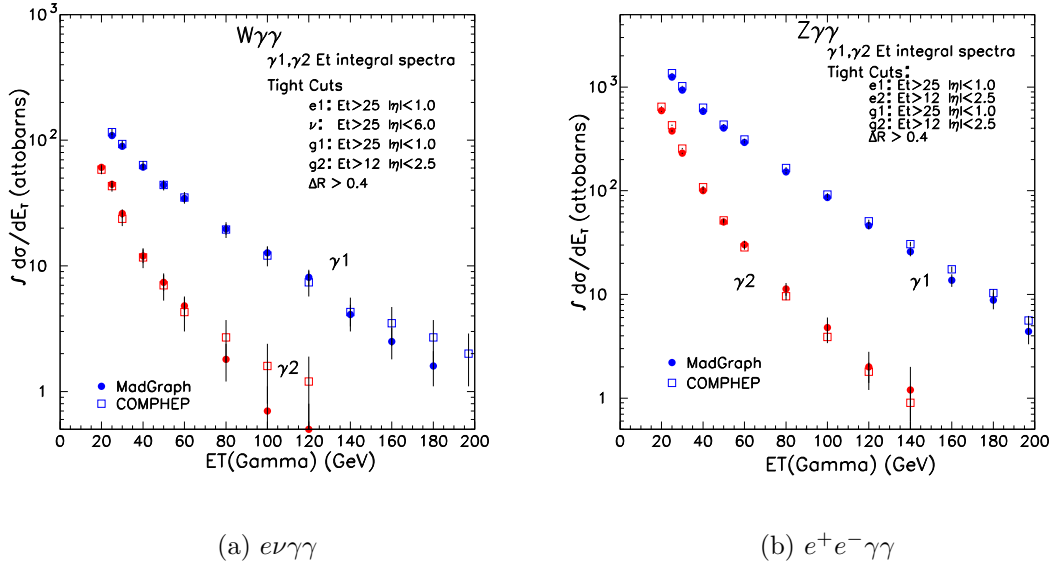 Wγγ
γ1,γ2 Et integral spectra
Tight Cuts
e1: Et>25 |η|<1.0
ν: Et>25 |η|<6.0
g1: Et>25 |η|<1.0
g2: Et>12 |η|<2.5
ΔR > 0.4
γ1
γ2
MadGraph
COMPHEP
10³
10²
10
1
∫ dσ/dE_T (attobarns)
0 20 40 60 80 100 120 140 160 180 200
ET(Gamma) (GeV)
(a) eνγγ
Zγγ
γ1,γ2 Et integral spectra
Tight Cuts:
e1: Et>25 |η|<1.0
e2: Et>12 |η|<2.5
g1: Et>25 |η|<1.0
g2: Et>12 |η|<2.5
ΔR> 0.4
γ2
γ1
MadGraph
COMPHEP
10³
10²
10
1
∫ dσ/dE_T (attobarns)
0 20 40 60 80 100 120 140 160 180 200
ET(Gamma) (GeV)
(b) e⁺e⁻γγ